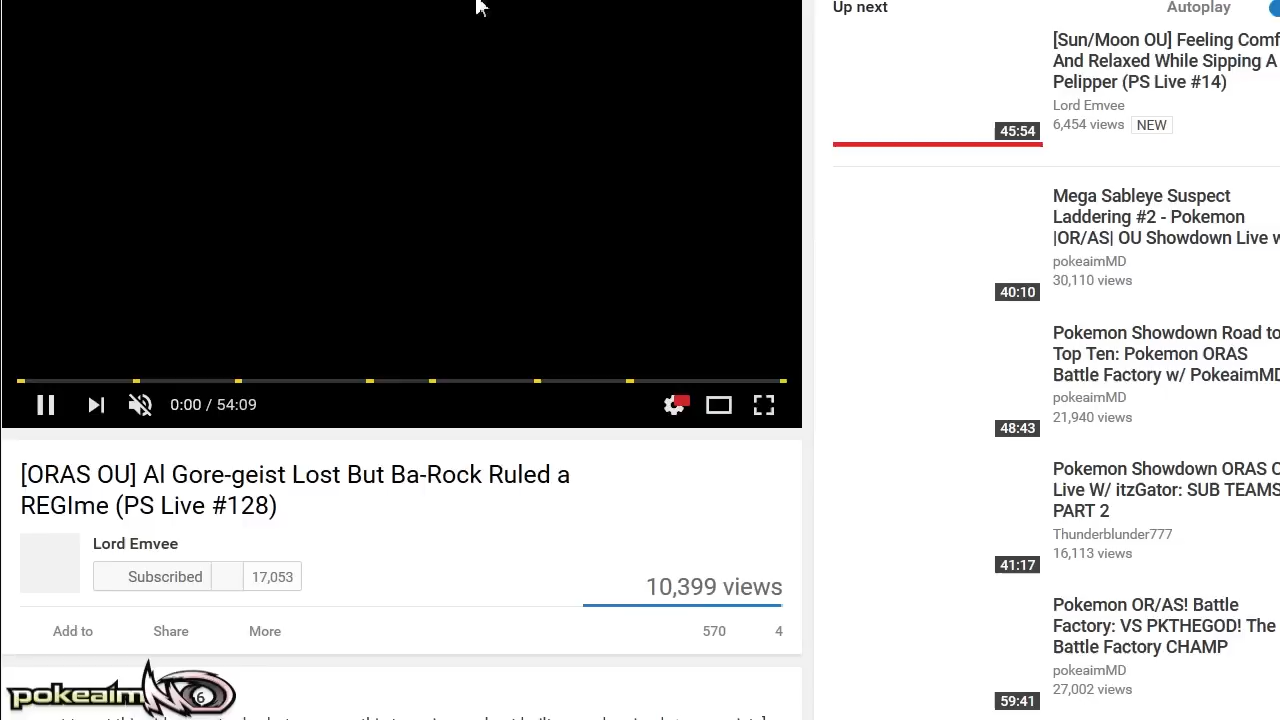 Up next
Autoplay
[Sun/Moon OU] Feeling Comf
And Relaxed While Sipping A
Pelipper (PS Live #14)
Lord Emvee
6,454 views NEW
45:54
Mega Sableye Suspect
Laddering #2 - Pokemon
|OR/AS| OU Showdown Live w
pokeaimMD
30,110 views
40:10
Pokemon Showdown Road to
Top Ten: Pokemon ORAS
Battle Factory w/ PokeaimMD
pokeaimMD
21,940 views
48:43
Pokemon Showdown ORAS O
Live W/ itzGator: SUB TEAMS
PART 2
Thunderblunder777
16,113 views
41:17
Pokemon OR/AS! Battle
Factory: VS PKTHEGOD! The
Battle Factory CHAMP
pokeaimMD
27,002 views
59:41
0:00 / 54:09
[ORAS OU] Al Gore-geist Lost But Ba-Rock Ruled a
REGIme (PS Live #128)
Lord Emvee
Subscribed 17,053
10,399 views
Add to Share More 570 4
pokeaimMD
6